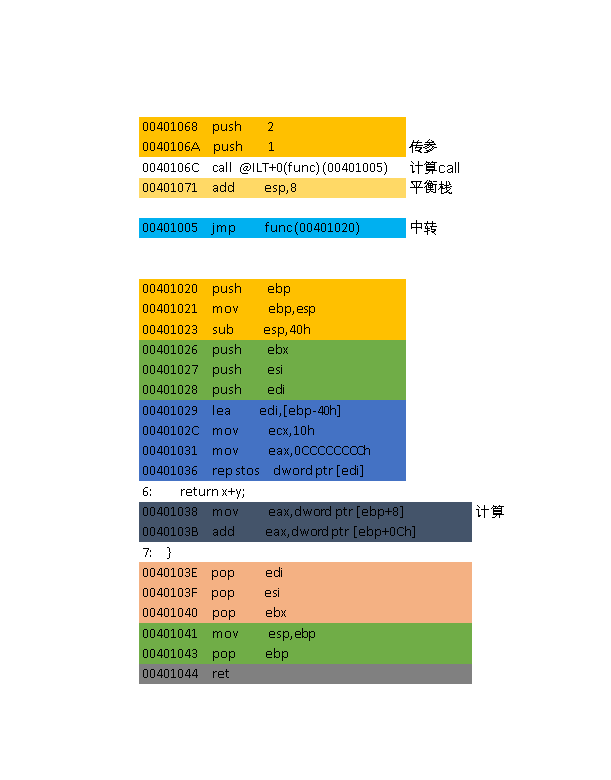 00401068 push 2
0040106A push 1 传参
0040106C call @ILT+0(func) (00401005) 计算call
00401071 add esp,8 平衡栈
00401005 jmp func (00401020) 中转
00401020 push ebp
00401021 mov ebp,esp
00401023 sub esp,40h
00401026 push ebx
00401027 push esi
00401028 push edi
00401029 lea edi,[ebp-40h]
0040102C mov ecx,10h
00401031 mov eax,0CCCCCCCCh
00401036 rep stos dword ptr [edi]
6: return x+y;
00401038 mov eax,dword ptr [ebp+8] 计算
0040103B add eax,dword ptr [ebp+0Ch]
7: }
0040103E pop edi
0040103F pop esi
00401040 pop ebx
00401041 mov esp,ebp
00401043 pop ebp
00401044 ret